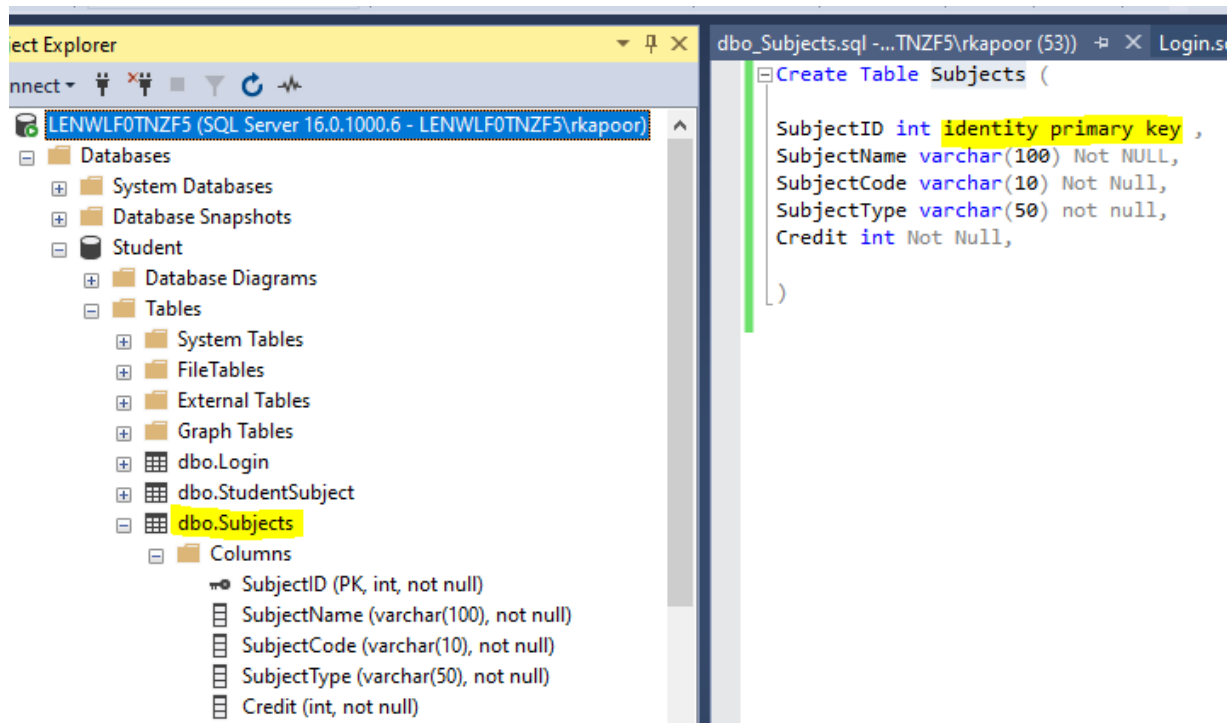 ject Explorer
nnect
LENWLF0TNZF5 (SQL Server 16.0.1000.6 - LENWLF0TNZF5\rkapoor)
Databases
System Databases
Database Snapshots
Student
Database Diagrams
Tables
System Tables
FileTables
External Tables
Graph Tables
dbo.Login
dbo.StudentSubject
dbo.Subjects
Columns
SubjectID (PK, int, not null)
SubjectName (varchar(100), not null)
SubjectCode (varchar(10), not null)
SubjectType (varchar(50), not null)
Credit (int, not null)
dbo_Subjects.sql -...TNZF5\rkapoor (53)) Login.s
Create Table Subjects (
SubjectID int identity primary key ,
SubjectName varchar(100) Not NULL,
SubjectCode varchar(10) Not Null,
SubjectType varchar(50) not null,
Credit int Not Null,
)